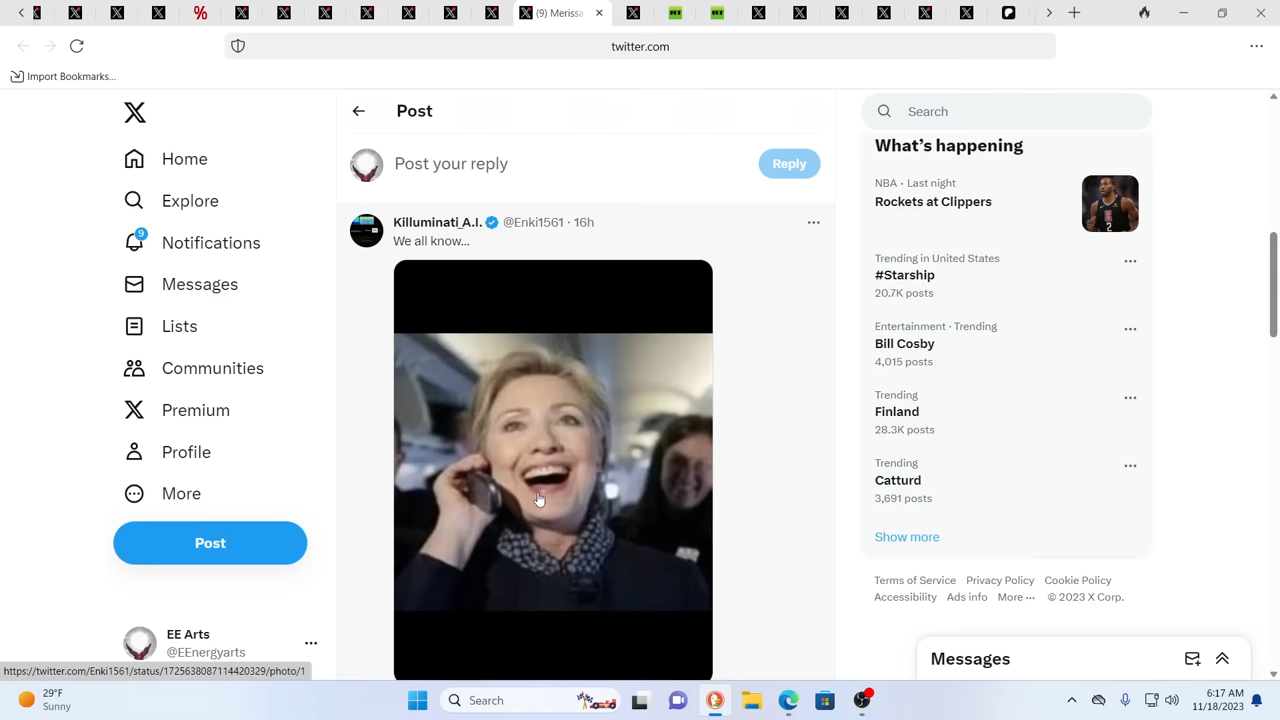 (9) Merissa
twitter.com
Import Bookmarks...
Home
Explore
9
Notifications
Messages
Lists
Communities
Premium
Profile
More
Post
EE Arts
@EEnergyarts
Post
Post your reply
Reply
Killuminati_A.I. @Enki1561 · 16h
We all know...
Search
What's happening
NBA · Last night
Rockets at Clippers
Trending in United States
#Starship
20.7K posts
Entertainment · Trending
Bill Cosby
4,015 posts
Trending
Finland
28.3K posts
Trending
Catturd
3,691 posts
Show more
Terms of Service Privacy Policy Cookie Policy
Accessibility Ads info More ··· © 2023 X Corp.
Messages
https://twitter.com/Enki1561/status/1725638087114420329/photo/1
29°F
Sunny
Search
6:17 AM
11/18/2023